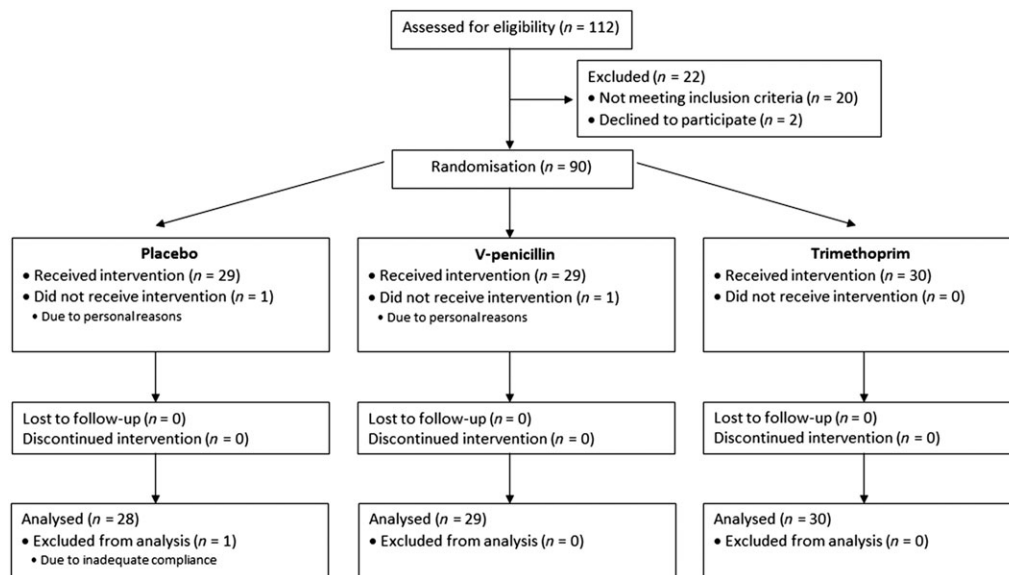 Assessed for eligibility (n = 112)
Excluded (n = 22)
• Not meeting inclusion criteria (n = 20)
• Declined to participate (n = 2)
Randomisation (n = 90)
Placebo
• Received intervention (n = 29)
• Did not receive intervention (n = 1)
• Due to personal reasons
V-penicillin
• Received intervention (n = 29)
• Did not receive intervention (n = 1)
• Due to personal reasons
Trimethoprim
• Received intervention (n = 30)
• Did not receive intervention (n = 0)
Lost to follow-up (n = 0)
Discontinued intervention (n = 0)
Lost to follow-up (n = 0)
Discontinued intervention (n = 0)
Lost to follow-up (n = 0)
Discontinued intervention (n = 0)
Analysed (n = 28)
• Excluded from analysis (n = 1)
• Due to inadequate compliance
Analysed (n = 29)
• Excluded from analysis (n = 0)
Analysed (n = 30)
• Excluded from analysis (n = 0)